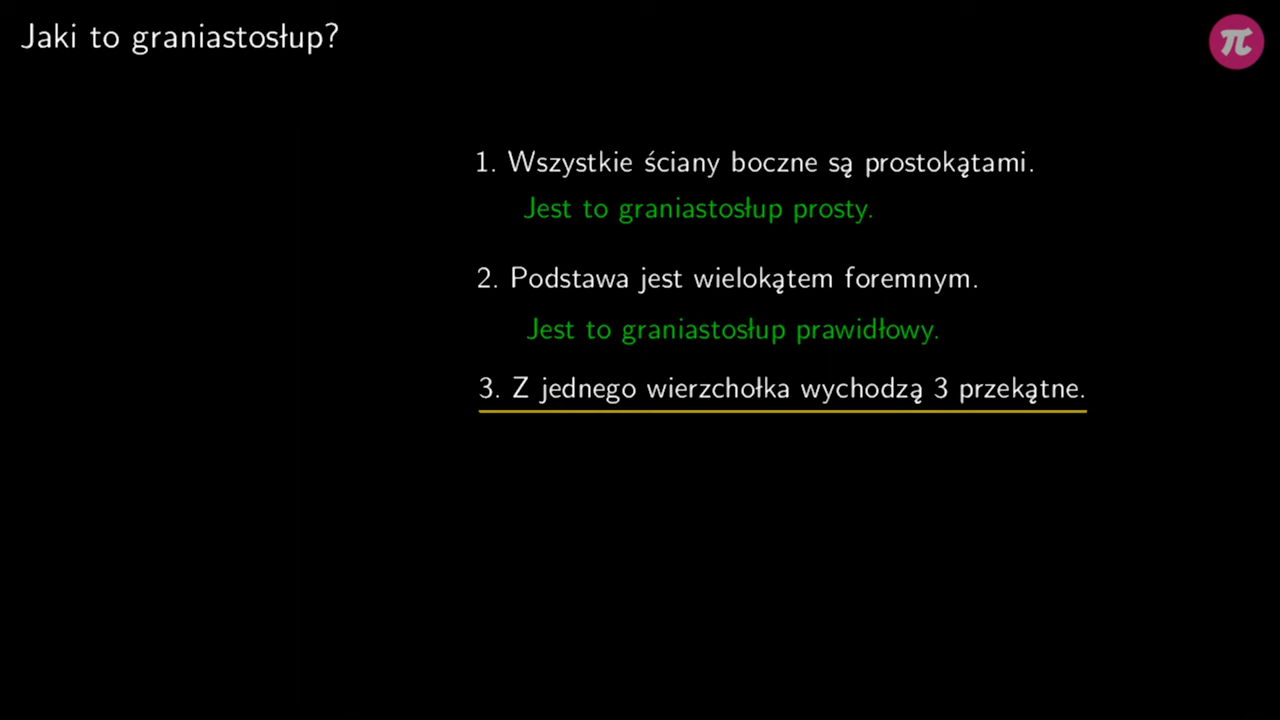 Jaki to graniastosłup?
π
1. Wszystkie ściany boczne są prostokątami.
Jest to graniastosłup prosty.
2. Podstawa jest wielokątem foremnym.
Jest to graniastosłup prawidłowy.
3. Z jednego wierzchołka wychodzą 3 przekątne.